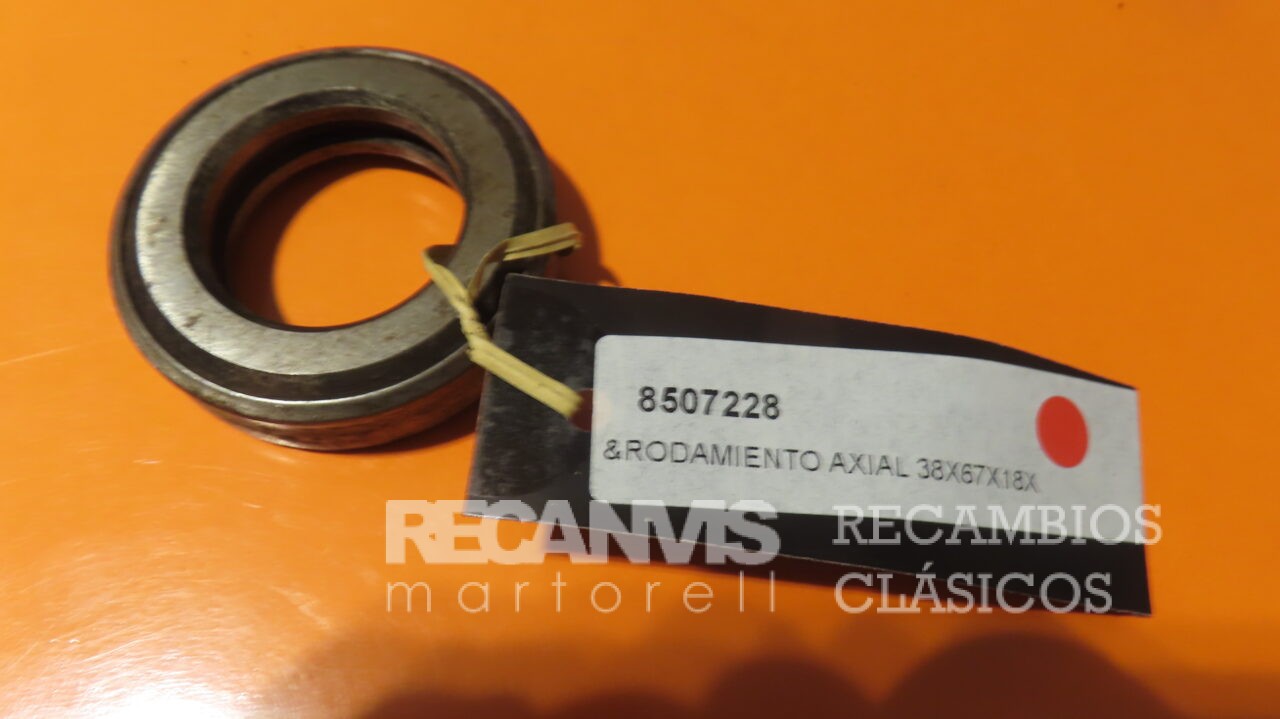 8507228
&RODAMIENTO AXIAL 38X67X18X
RECANVIS
martorell
RECAMBIOS
CLÁSICOS